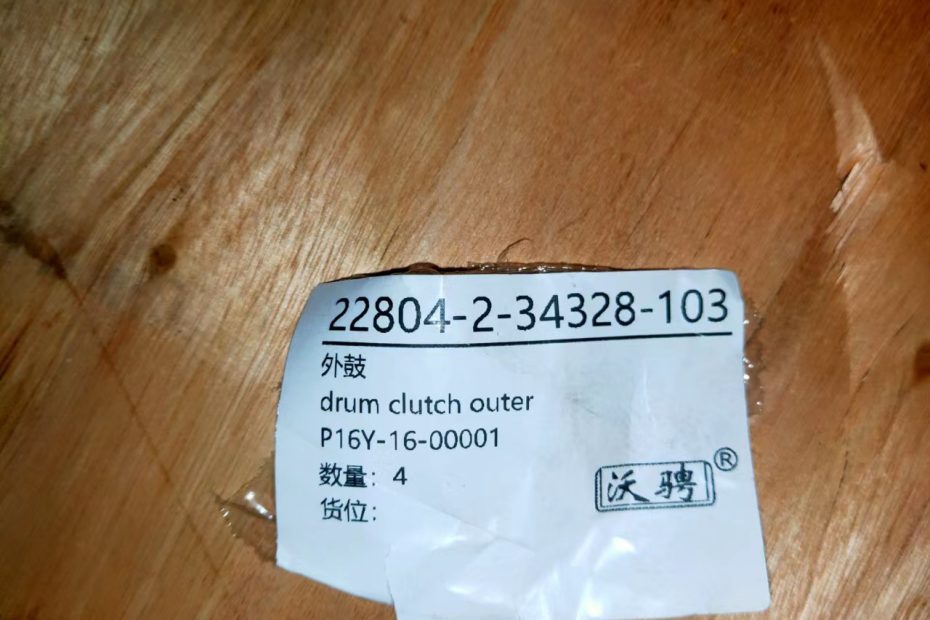 22804-2-34328-103
外鼓
drum clutch outer
P16Y-16-00001
数量：4
货位：
沃骋®